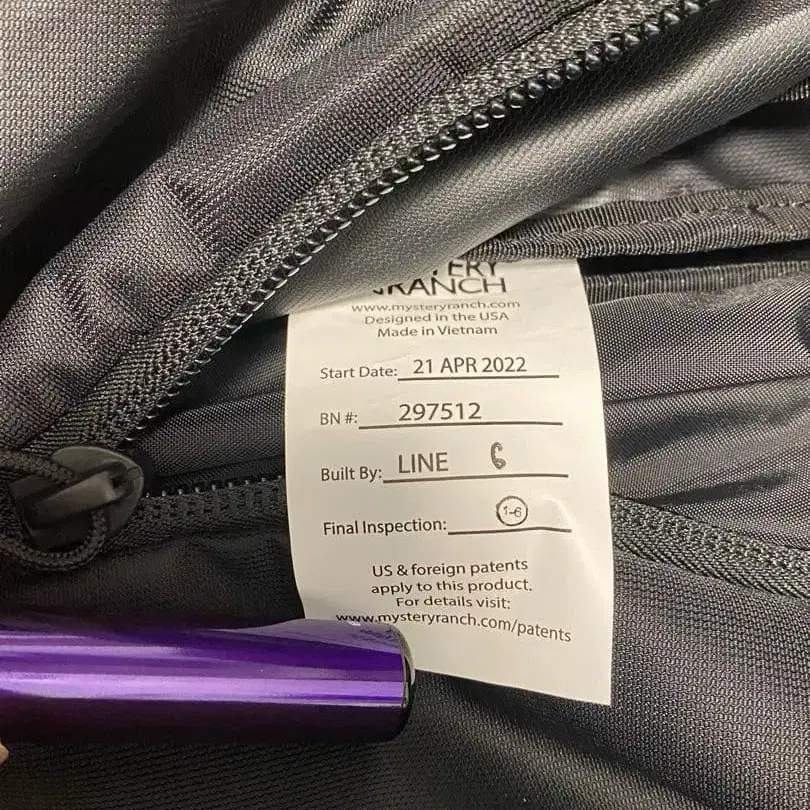 RANCH
www.mysteryranch.com
Designed in the USA
Made in Vietnam
Start Date: 21 APR 2022
BN #: 297512
Built By: LINE 6
Final Inspection: 1-6
US & foreign patents
apply to this product.
For details visit:
www.mysteryranch.com/patents